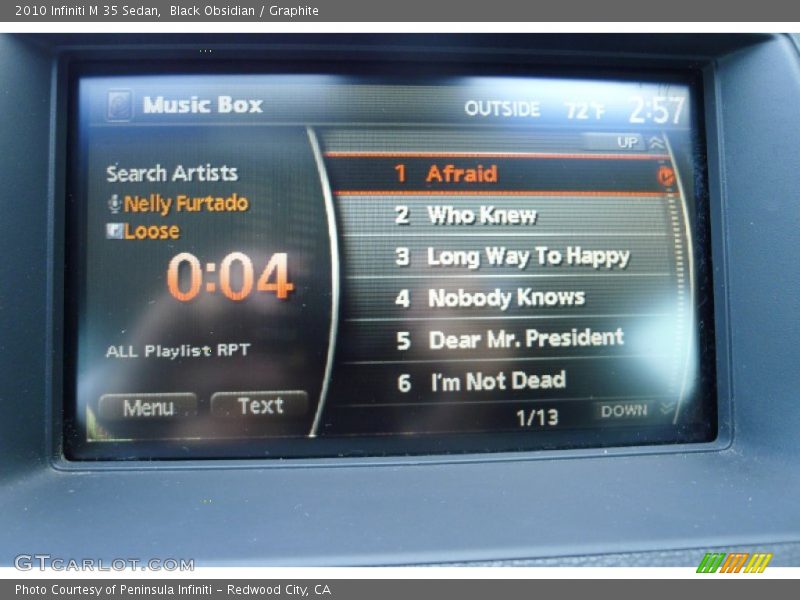 2010 Infiniti M 35 Sedan,  Black Obsidian / Graphite
Music Box
OUTSIDE 72°F 2:57
UP
Search Artists
Nelly Furtado
Loose
0:04
ALL Playlist RPT
Menu Text
1 Afraid
2 Who Knew
3 Long Way To Happy
4 Nobody Knows
5 Dear Mr. President
6 I'm Not Dead
1/13 DOWN
GTCARLOT.COM
Photo Courtesy of Peninsula Infiniti – Redwood City, CA